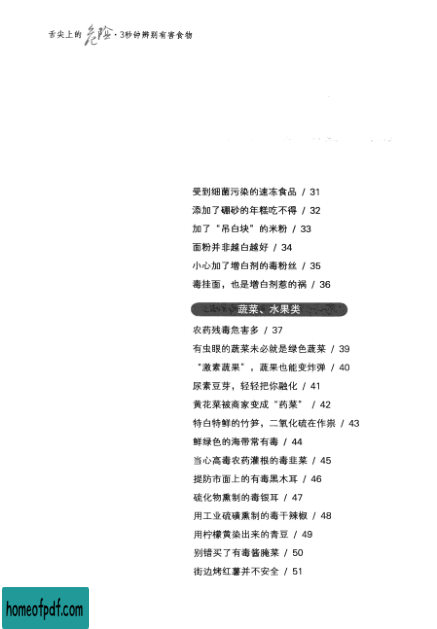 舌尖上的危险·3秒钟辨别有害食物
受到细菌污染的速冻食品 / 31
添加了硼砂的年糕吃不得 / 32
加了“吊白块”的米粉 / 33
面粉并非越白越好 / 34
小心加了增白剂的毒粉丝 / 35
毒挂面，也是增白剂惹的祸 / 36
蔬菜、水果类
农药残毒危害多 / 37
有虫眼的蔬菜未必就是绿色蔬菜 / 39
“激素蔬果”，蔬果也能变炸弹 / 40
尿素豆芽，轻轻把你融化 / 41
黄花菜被商家变成“药菜” / 42
特白特鲜的竹笋，二氧化硫在作祟 / 43
鲜绿色的海带常有毒 / 44
当心高毒农药灌根的毒韭菜 / 45
提防市面上的有毒黑木耳 / 46
硫化物熏制的毒银耳 / 47
用工业硫磺熏制的毒干辣椒 / 48
用柠檬黄染出来的青豆 / 49
别错买了有毒酱腌菜 / 50
街边烤红薯并不安全 / 51
homeofpdf.com